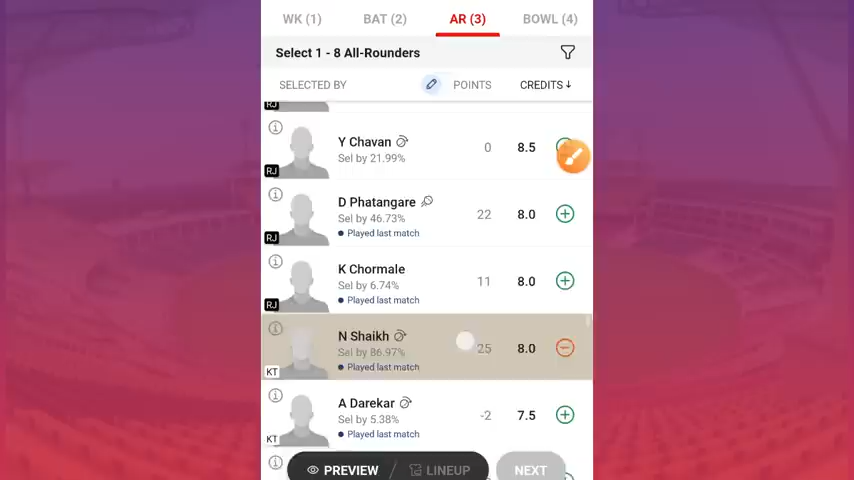 WK (1) BAT (2) AR (3) BOWL (4)
Select 1 - 8 All-Rounders
SELECTED BY POINTS CREDITS↓
RJ
Y Chavan 0 8.5
Sel by 21.99%
RJ
D Phatangare 22 8.0
Sel by 46.73%
Played last match
RJ
K Chormale 11 8.0
Sel by 6.74%
Played last match
RJ
N Shaikh 25 8.0
Sel by 86.97%
Played last match
KT
A Darekar -2 7.5
Sel by 5.38%
Played last match
KT
PREVIEW / LINEUP NEXT